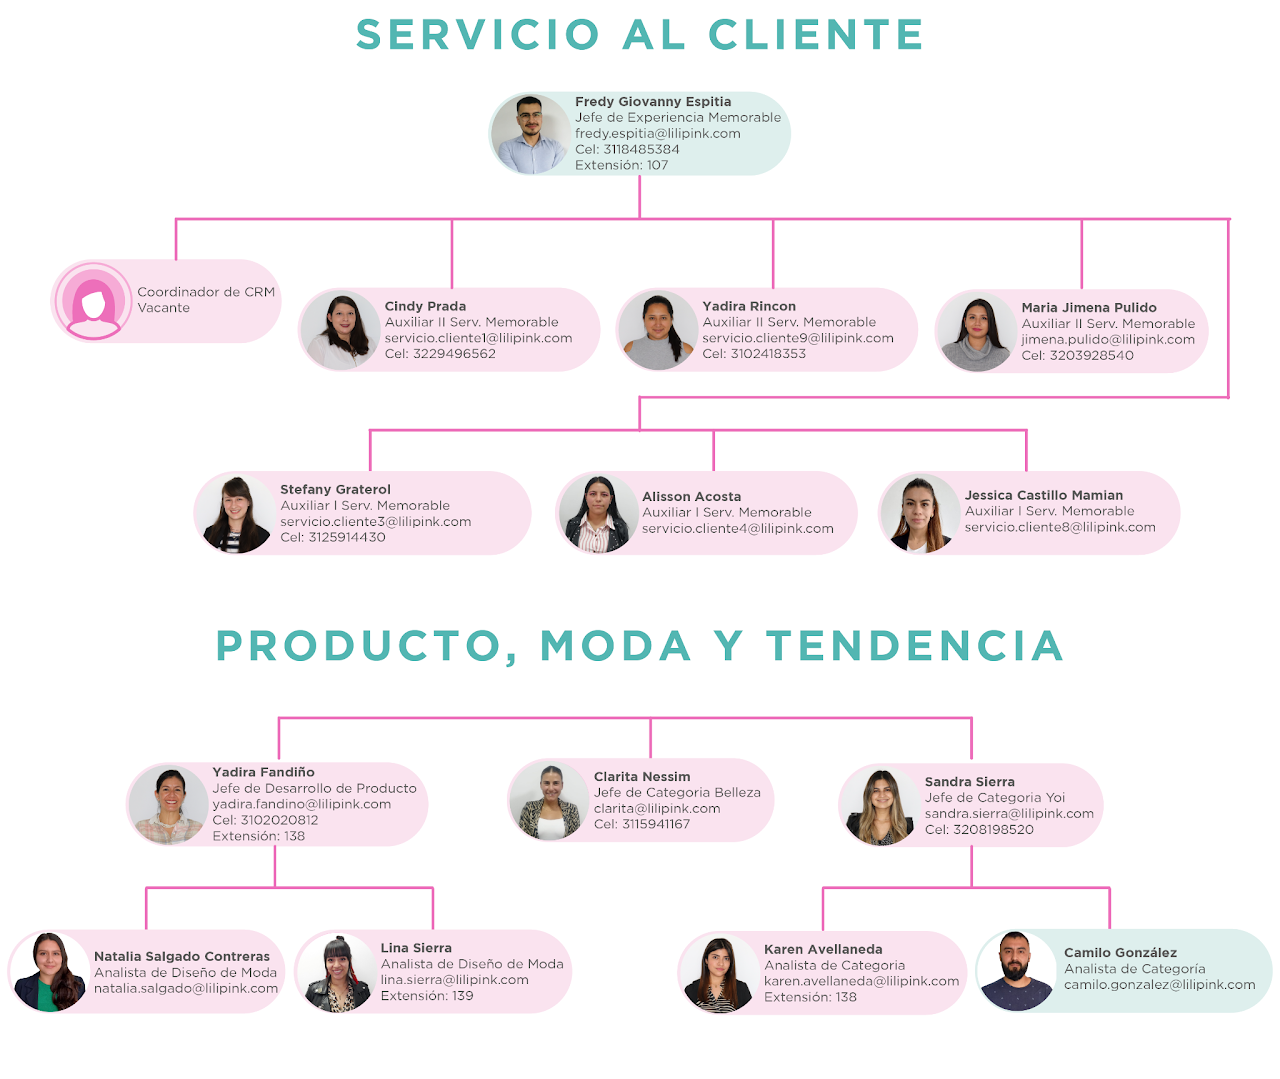 SERVICIO AL CLIENTE
Fredy Giovanny Espitia
Jefe de Experiencia Memorable
fredy.espitia@lilipink.com
Cel: 3118485384
Extensión: 107
Coordinador de CRM
Vacante
Cindy Prada
Auxiliar II Serv. Memorable
servicio.cliente1@lilipink.com
Cel: 3229496562
Yadira Rincon
Auxiliar II Serv. Memorable
servicio.cliente9@lilipink.com
Cel: 3102418353
Maria Jimena Pulido
Auxiliar II Serv. Memorable
jimena.pulido@lilipink.com
Cel: 3203928540
Stefany Graterol
Auxiliar I Serv. Memorable
servicio.cliente3@lilipink.com
Cel: 3125914430
Alisson Acosta
Auxiliar I Serv. Memorable
servicio.cliente4@lilipink.com
Jessica Castillo Mamian
Auxiliar I Serv. Memorable
servicio.cliente8@lilipink.com
PRODUCTO, MODA Y TENDENCIA
Yadira Fandiño
Jefe de Desarrollo de Producto
yadira.fandino@lilipink.com
Cel: 3102020812
Extensión: 138
Clarita Nessim
Jefe de Categoria Belleza
clarita@lilipink.com
Cel: 3115941167
Sandra Sierra
Jefe de Categoria Yoi
sandra.sierra@lilipink.com
Cel: 3208198520
Natalia Salgado Contreras
Analista de Diseño de Moda
natalia.salgado@lilipink.com
Lina Sierra
Analista de Diseño de Moda
lina.sierra@lilipink.com
Extensión: 139
Karen Avellaneda
Analista de Categoria
karen.avellaneda@lilipink.com
Extensión: 138
Camilo González
Analista de Categoría
camilo.gonzalez@lilipink.com